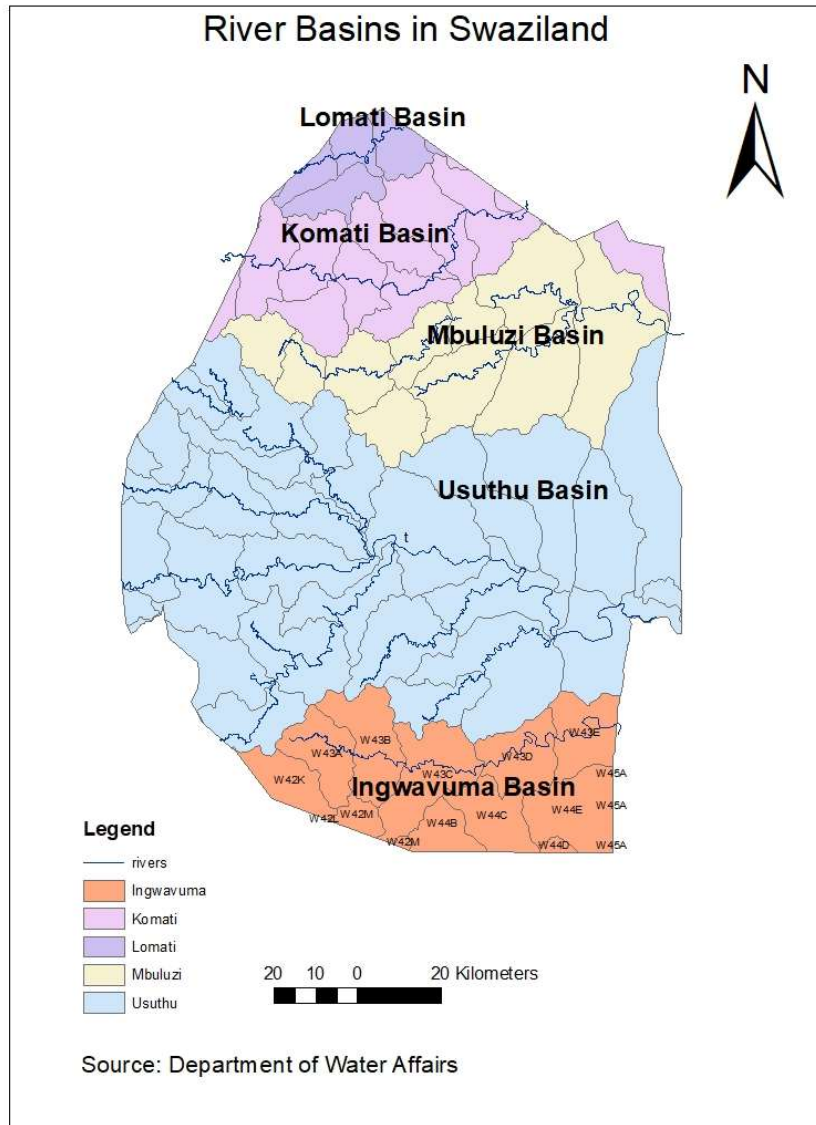 River Basins in Swaziland
N
Lomati Basin
Komati Basin
Mbuluzi Basin
Usuthu Basin
t
W43B
W43E
W43A
W43D
W43C
W45A
W42K
Ingwavuma Basin
W45A
W42L
W42M
W44B
W44C
W44E
W42M
W44D
W45A
Legend
rivers
Ingwavuma
Komati
Lomati
Mbuluzi
Usuthu
20 10 0 20 Kilometers
Source: Department of Water Affairs